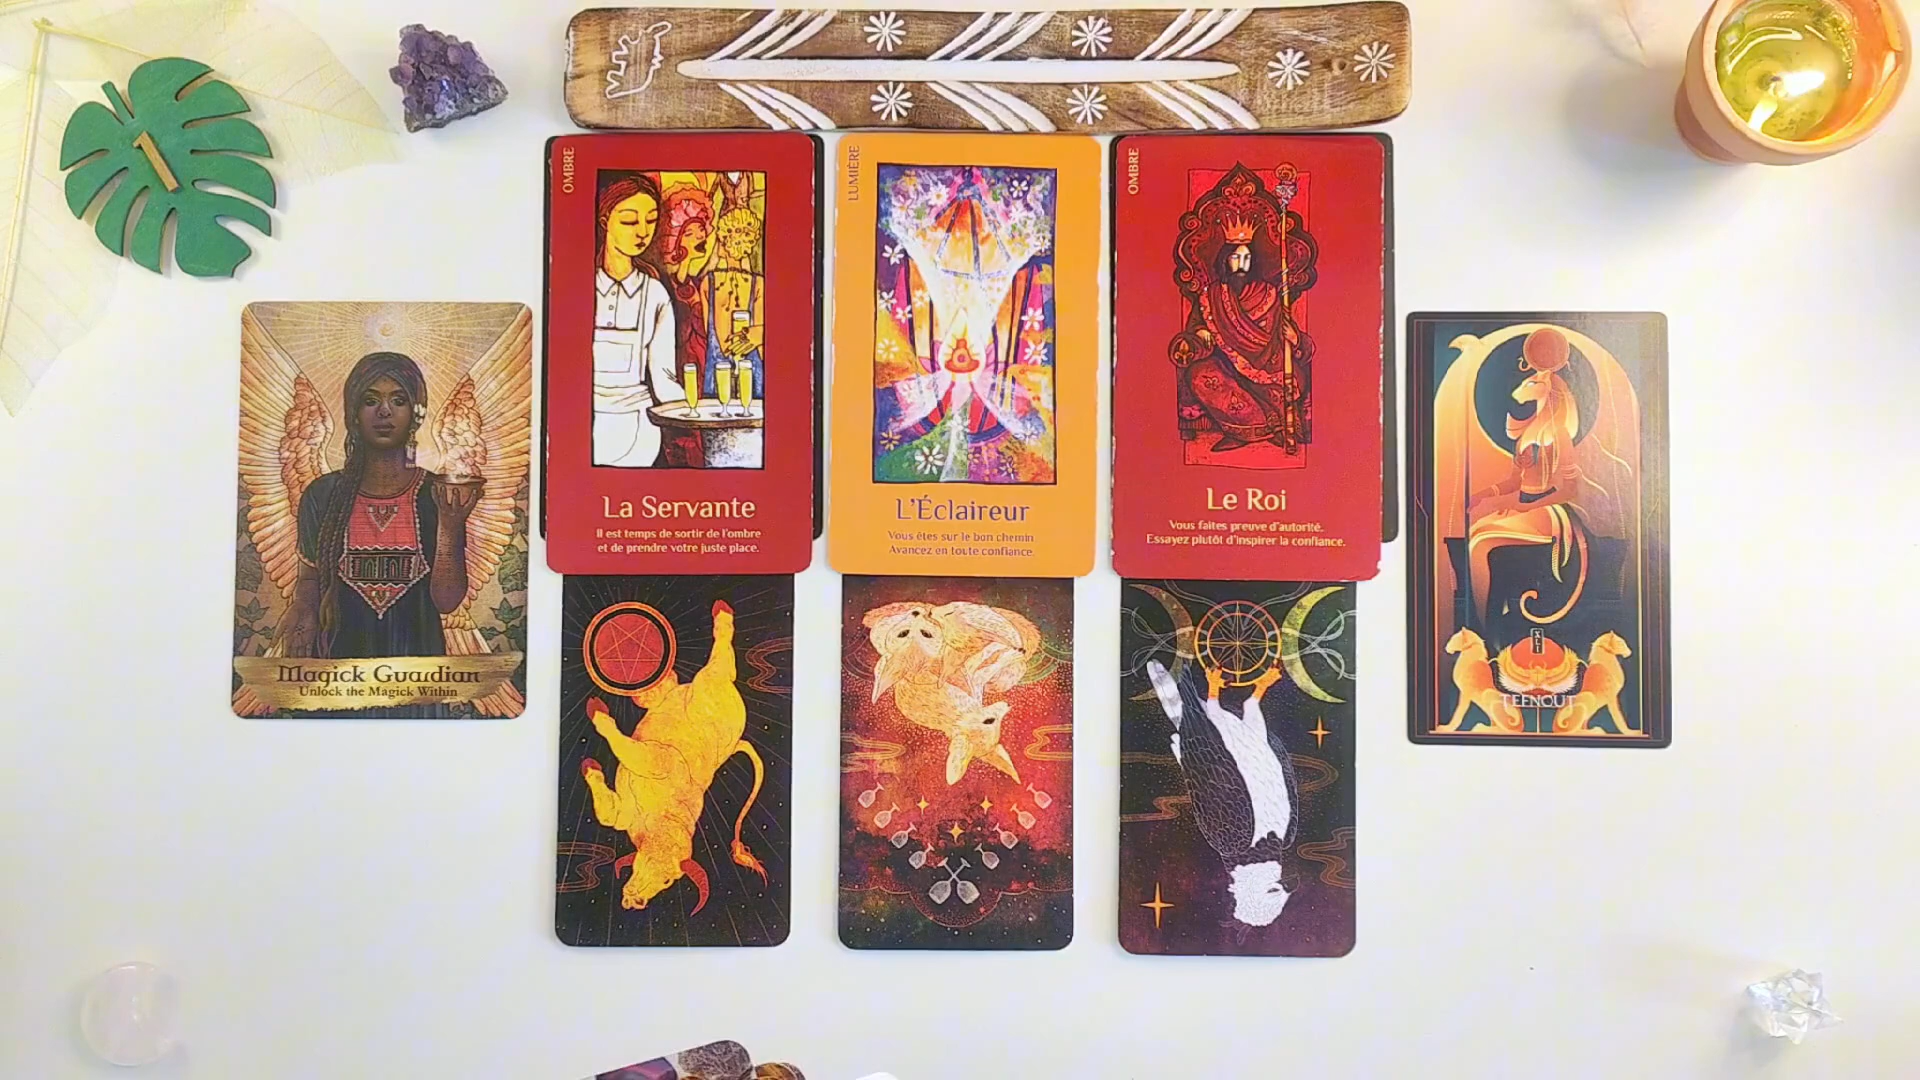 OMBRE
La Servante
Il est temps de sortir de l'ombre
et de prendre votre juste place.
LUMIÈRE
L'Éclaireur
Vous êtes sur le bon chemin
Avancez en toute confiance.
OMBRE
Le Roi
Vous faites preuve d'autorité.
Essayez plutôt d'inspirer la confiance.
Magick Guardian
Unlock the Magick Within
TEFNOUT